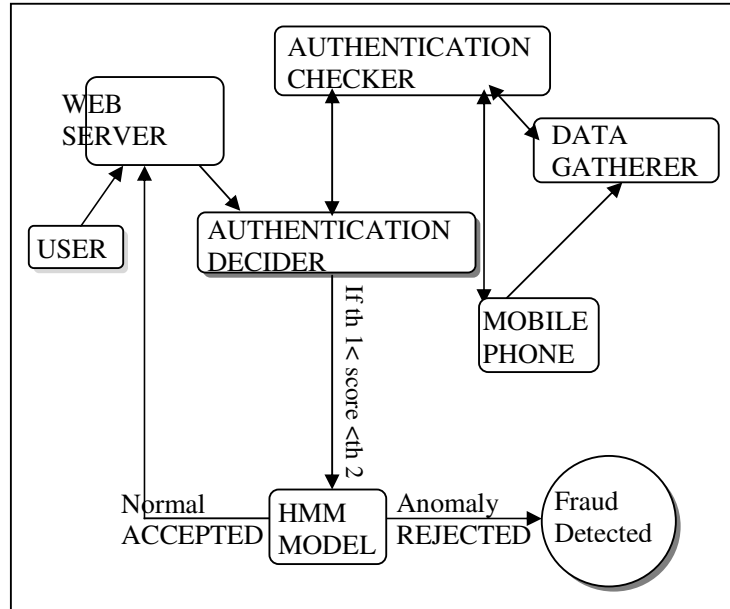 AUTHENTICATION
CHECKER
WEB
SERVER
DATA
GATHERER
USER
AUTHENTICATION
DECIDER
MOBILE
PHONE
If th 1< score <th 2
Normal
ACCEPTED
HMM
MODEL
Anomaly
REJECTED
Fraud
Detected